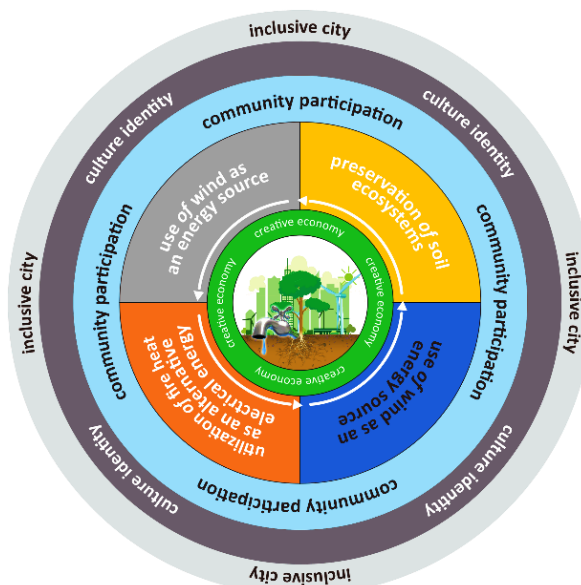 inclusive city
culture identity
culture identity
community participation
use of wind as
an energy source
preservation of soil
ecosystems
creative economy
creative economy
creative economy
creative economy
community participation
community participation
inclusive city
inclusive city
utilization of fire heat
as an alternative
electrical energy
use of wind as an
energy source
community participation
culture identity
culture identity
inclusive city